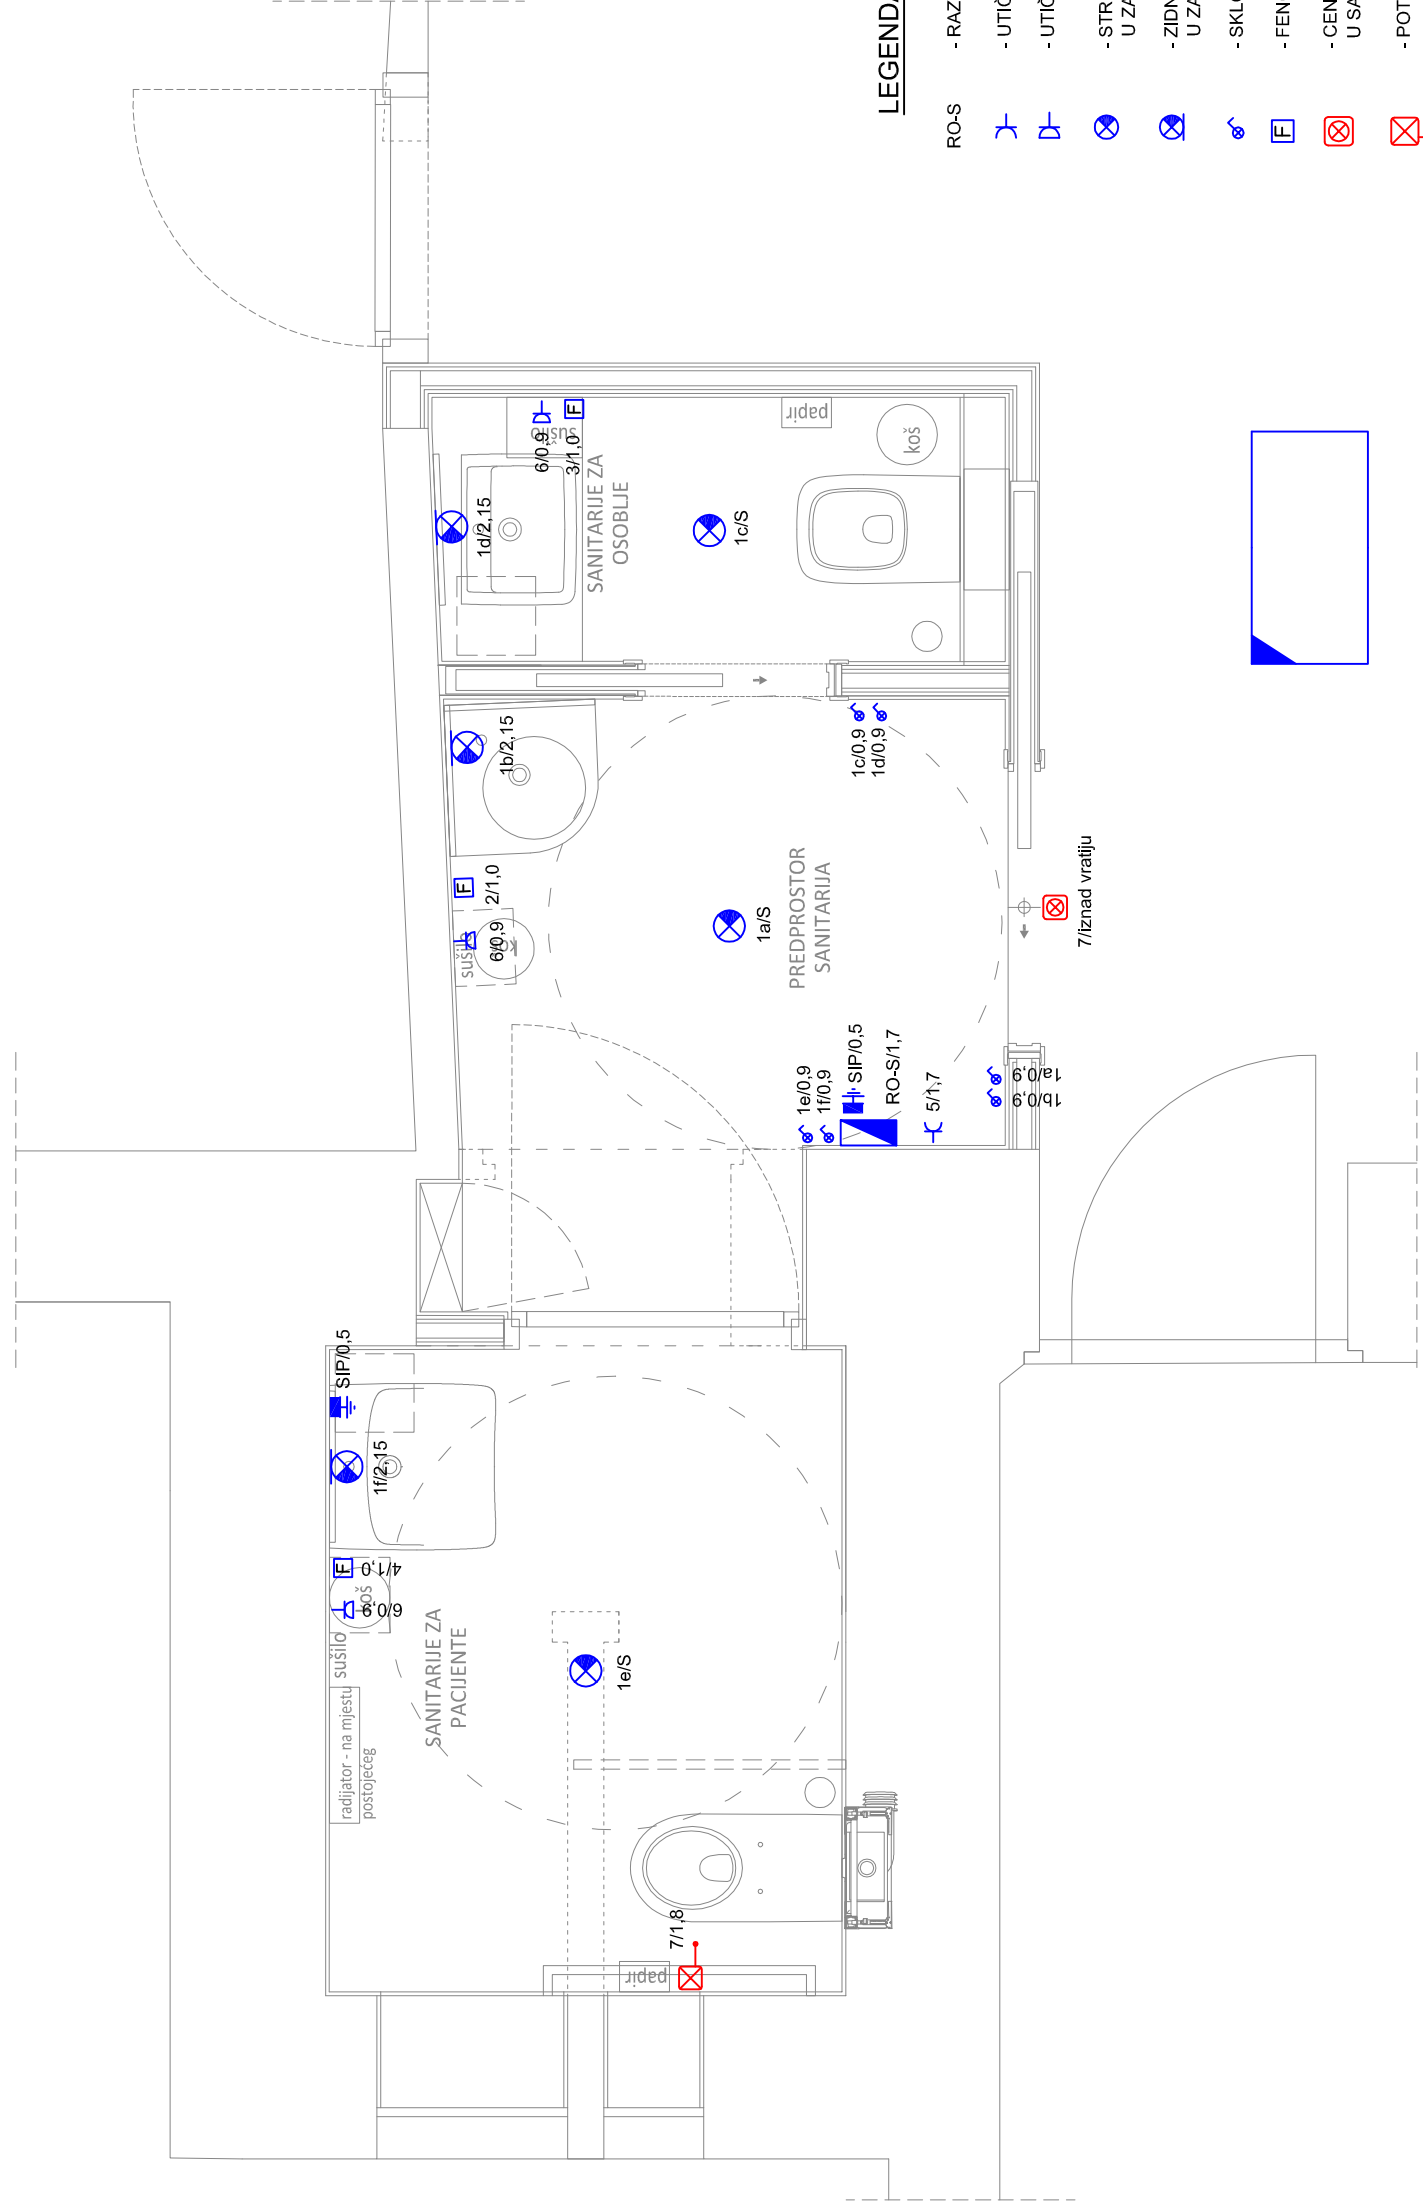 LEGENDA
RO-S - RAZ
- UTIČ
- UTIČ
- STR
U ZA
- ZIDN
U ZA
- SKLO
F - FEN
- CEN
U SA
- POT
sušilo
6/0,9
F
3/1,0
1d/2,15
SANITARIJE ZA
OSOBLJE
1c/S
papir
koš
1b/2,15
F
2/1,0
sušilo
6/0,9
koš
1a/S
PREDPROSTOR
SANITARIJA
1c/0,9
1d/0,9
7/iznad vratiju
1e/0,9
1f/0,9
SIP/0,5
RO-S/1,7
5/1,7
1a/0,9
1b/0,9
SIP/0,5
1f/2,15
F
4/1,0
6/0,9
koš
sušilo
radijator - na mjestu
postojećeg
SANITARIJE ZA
PACIJENTE
1e/S
7/1,8
papir